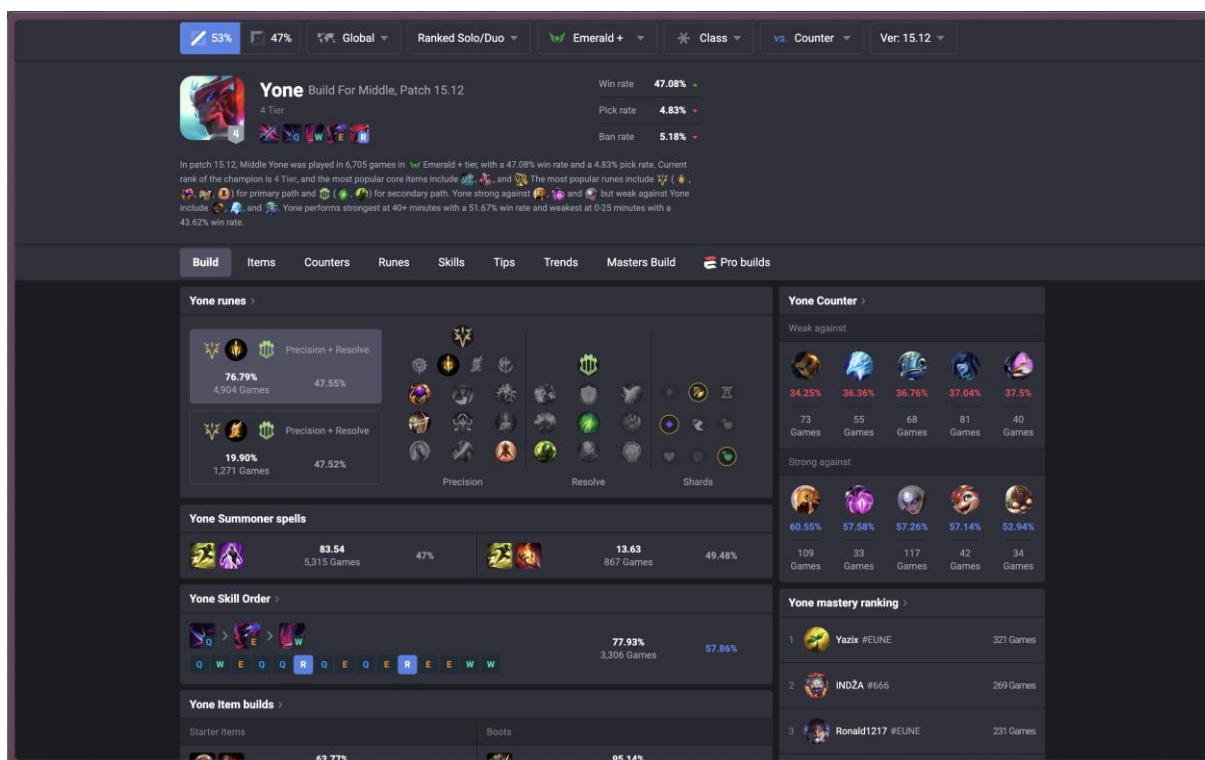 53%
47%
Global
Ranked Solo/Duo
Emerald +
Class
vs. Counter
Ver: 15.12
Yone Build For Middle, Patch 15.12
4 Tier
4
Q W E R
Win rate 47.08%
Pick rate 4.83%
Ban rate 5.18%
In patch 15.12, Middle Yone was played in 6,705 games in Emerald + tier, with a 47.08% win rate and a 4.83% pick rate. Current
rank of the champion is 4 Tier, and the most popular core items include , , and The most popular runes include ( ,
, , ) for primary path and ( , ) for secondary path. Yone strong against , and but weak against Yone
include , , and . Yone performs strongest at 40+ minutes with a 51.67% win rate and weakest at 0-25 minutes with a
43.62% win rate.
Build Items Counters Runes Skills Tips Trends Masters Build Pro builds
Yone runes >
Precision + Resolve
76.79%
4,904 Games
47.55%
Precision + Resolve
19.90%
1,271 Games
47.52%
Precision
Resolve
Shards
Yone Summoner spells
83.54
5,315 Games
47%
13.63
867 Games
49.48%
Yone Skill Order >
Q > E > W
Q W E Q Q R Q E Q E R E E W W
77.93%
3,306 Games
57.86%
Yone Item builds >
Starter Items
Boots
63.77%
95.14%
Yone Counter >
Weak against
34.25% 36.36% 36.76% 37.04% 37.5%
73 55 68 81 40
Games Games Games Games Games
Strong against
60.55% 57.58% 57.26% 57.14% 52.94%
109 33 117 42 34
Games Games Games Games Games
Yone mastery ranking >
1 Yazix #EUNE 321 Games
2 INDŽA #666 269 Games
3 Ronald1217 #EUNE 231 Games